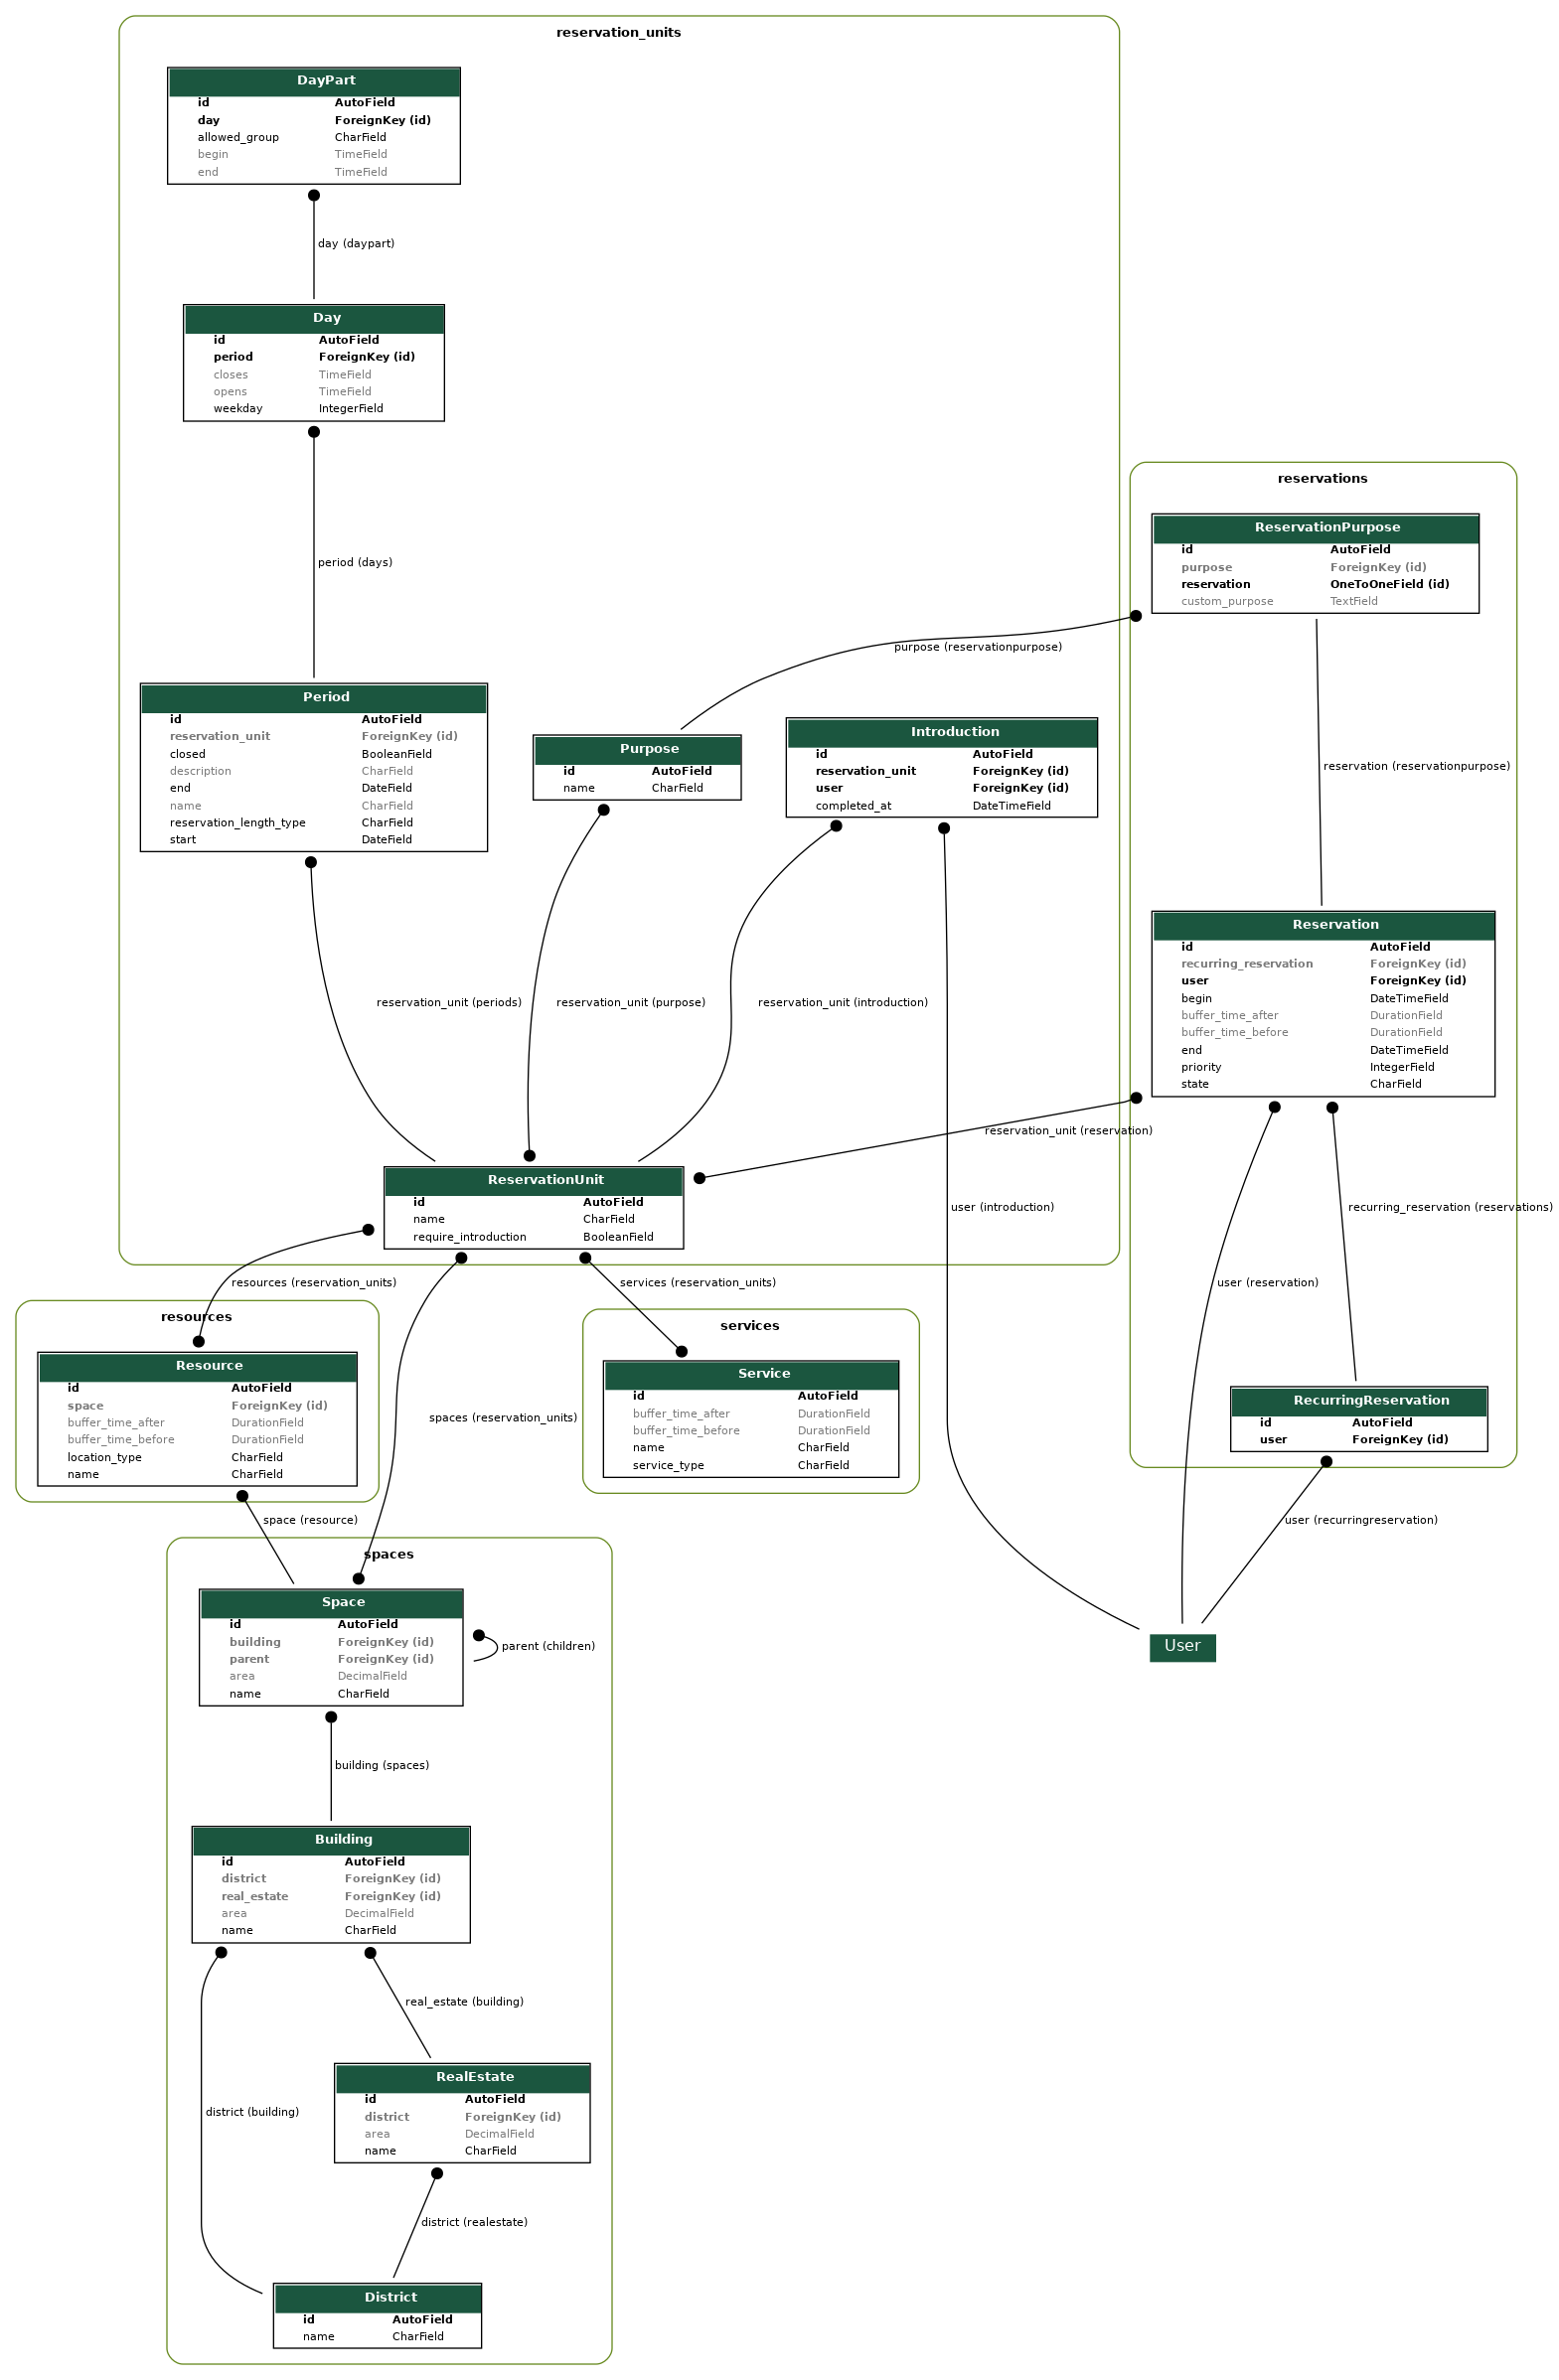 reservation_units
DayPart
id AutoField
day ForeignKey (id)
allowed_group CharField
begin TimeField
end TimeField
day (daypart)
Day
id AutoField
period ForeignKey (id)
closes TimeField
opens TimeField
weekday IntegerField
period (days)
reservations
ReservationPurpose
id AutoField
purpose ForeignKey (id)
reservation OneToOneField (id)
custom_purpose TextField
purpose (reservationpurpose)
Period
id AutoField
reservation_unit ForeignKey (id)
closed BooleanField
description CharField
end DateField
name CharField
reservation_length_type CharField
start DateField
Purpose
id AutoField
name CharField
Introduction
id AutoField
reservation_unit ForeignKey (id)
user ForeignKey (id)
completed_at DateTimeField
reservation (reservationpurpose)
Reservation
id AutoField
recurring_reservation ForeignKey (id)
user ForeignKey (id)
begin DateTimeField
buffer_time_after DurationField
buffer_time_before DurationField
end DateTimeField
priority IntegerField
state CharField
reservation_unit (periods)
reservation_unit (purpose)
reservation_unit (introduction)
reservation_unit (reservation)
ReservationUnit
id AutoField
name CharField
require_introduction BooleanField
user (introduction)
recurring_reservation (reservations)
user (reservation)
resources (reservation_units)
services (reservation_units)
resources
Resource
id AutoField
space ForeignKey (id)
buffer_time_after DurationField
buffer_time_before DurationField
location_type CharField
name CharField
spaces (reservation_units)
services
Service
id AutoField
buffer_time_after DurationField
buffer_time_before DurationField
name CharField
service_type CharField
RecurringReservation
id AutoField
user ForeignKey (id)
space (resource)
user (recurringreservation)
spaces
Space
id AutoField
building ForeignKey (id)
parent ForeignKey (id)
area DecimalField
name CharField
parent (children)
User
building (spaces)
Building
id AutoField
district ForeignKey (id)
real_estate ForeignKey (id)
area DecimalField
name CharField
real_estate (building)
RealEstate
id AutoField
district ForeignKey (id)
area DecimalField
name CharField
district (building)
district (realestate)
District
id AutoField
name CharField